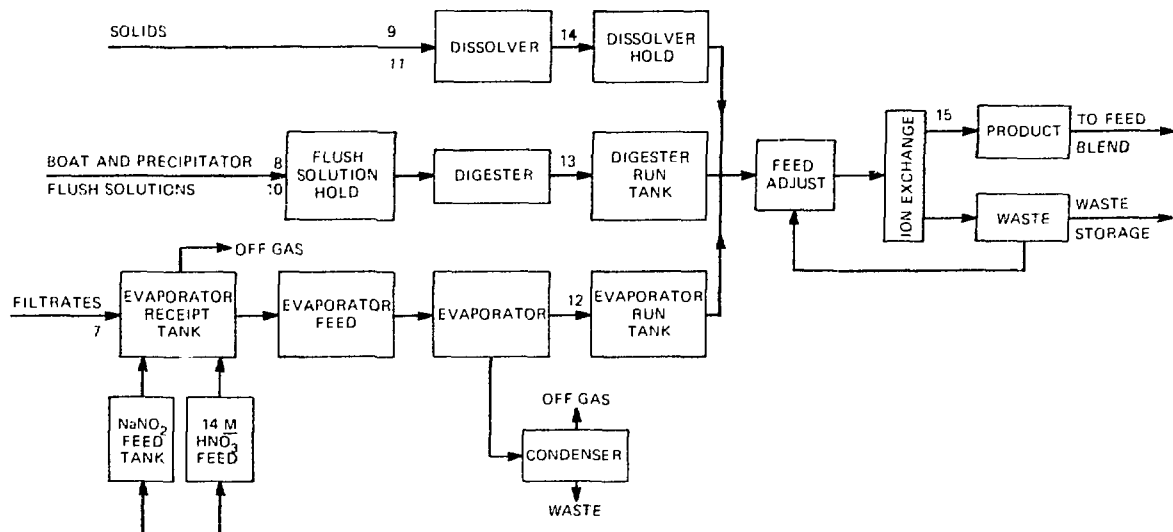 SOLIDS
9
11
DISSOLVER
14
DISSOLVER
HOLD
BOAT AND PRECIPITATOR
FLUSH SOLUTIONS
8
10
FLUSH
SOLUTION
HOLD
DIGESTER
13
DIGESTER
RUN
TANK
FEED
ADJUST
ION EXCHANGE
15
PRODUCT
TO FEED
BLEND
WASTE
WASTE
STORAGE
OFF GAS
FILTRATES
7
EVAPORATOR
RECEIPT
TANK
EVAPORATOR
FEED
EVAPORATOR
12
EVAPORATOR
RUN
TANK
NaNO2
FEED
TANK
14 M
HNO3
FEED
OFF GAS
CONDENSER
WASTE